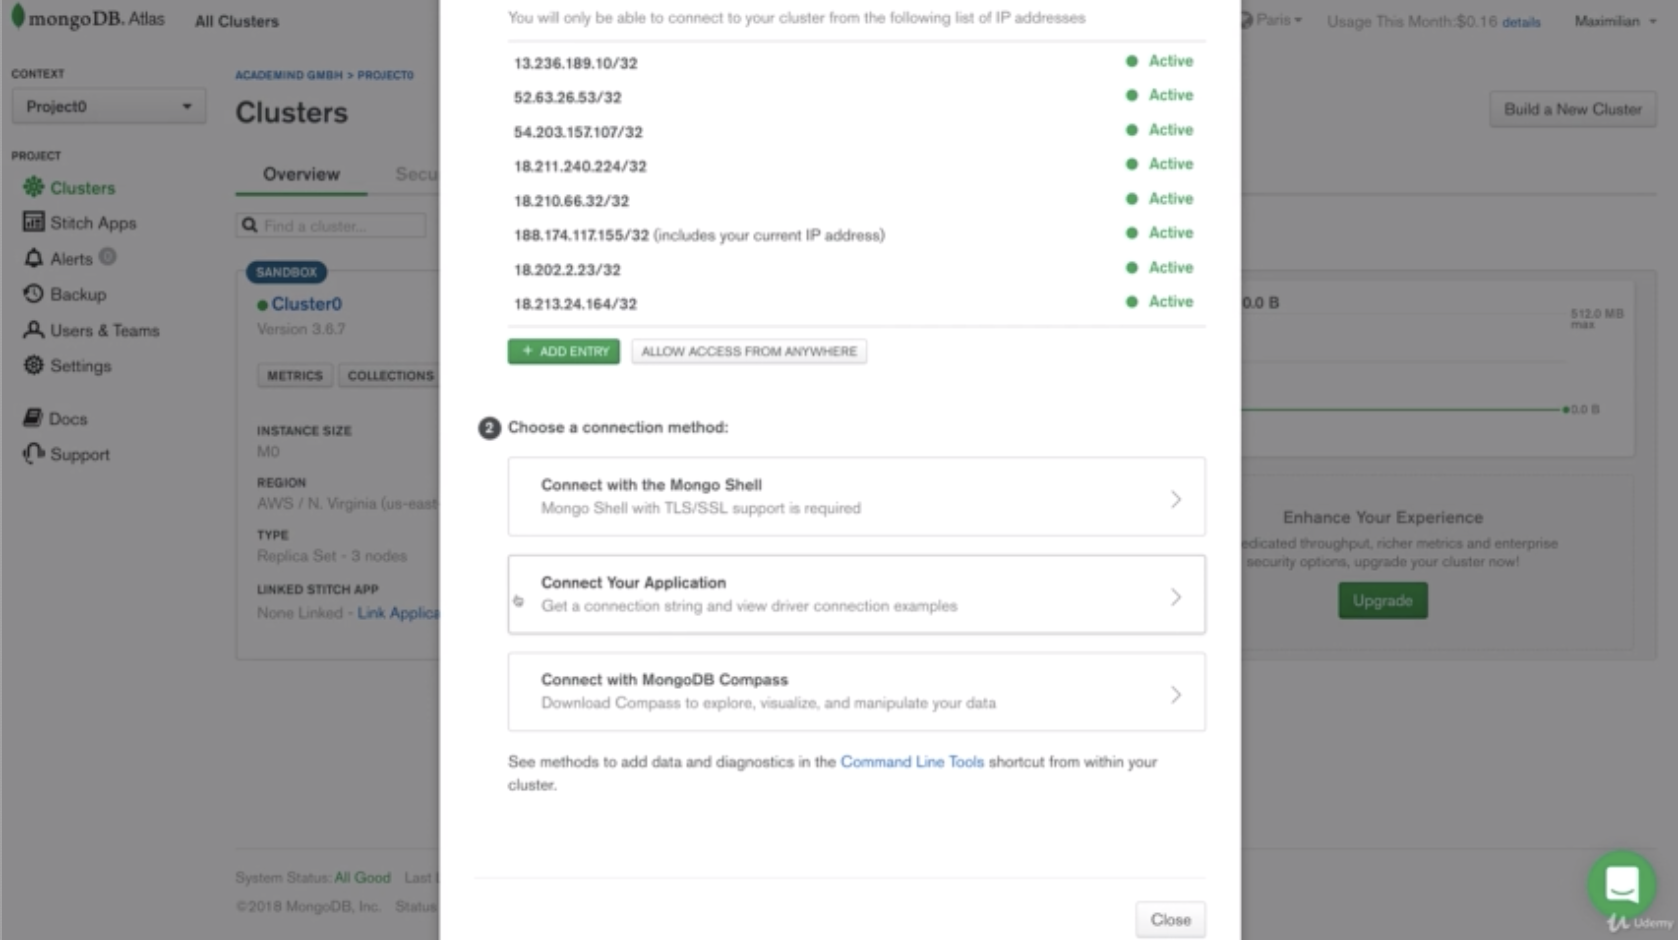 mongoDB. Atlas
All Clusters
Paris
Usage This Month:$0.16 details
Maximilian
CONTEXT
Project0
PROJECT
Clusters
Stitch Apps
Alerts 0
Backup
Users & Teams
Settings
Docs
Support
ACADEMIND GMBH > PROJECT0
Clusters
Build a New Cluster
Overview
Secu
Find a cluster...
SANDBOX
Cluster0
Version 3.6.7
METRICS
COLLECTIONS
INSTANCE SIZE
M0
REGION
AWS / N. Virginia (us-east-
TYPE
Replica Set - 3 nodes
LINKED STITCH APP
None Linked - Link Applica
You will only be able to connect to your cluster from the following list of IP addresses
13.236.189.10/32 Active
52.63.26.53/32 Active
54.203.157.107/32 Active
18.211.240.224/32 Active
18.210.66.32/32 Active
188.174.117.155/32 (includes your current IP address) Active
18.202.2.23/32 Active
18.213.24.164/32 Active
+ ADD ENTRY
ALLOW ACCESS FROM ANYWHERE
2 Choose a connection method:
Connect with the Mongo Shell
Mongo Shell with TLS/SSL support is required
Connect Your Application
Get a connection string and view driver connection examples
Connect with MongoDB Compass
Download Compass to explore, visualize, and manipulate your data
See methods to add data and diagnostics in the Command Line Tools shortcut from within your
cluster.
Close
0.0 B
512.0 MB
max
0.0 B
Enhance Your Experience
edicated throughput, richer metrics and enterprise
security options, upgrade your cluster now!
Upgrade
System Status: All Good Last
©2018 MongoDB, Inc. Status
Udemy